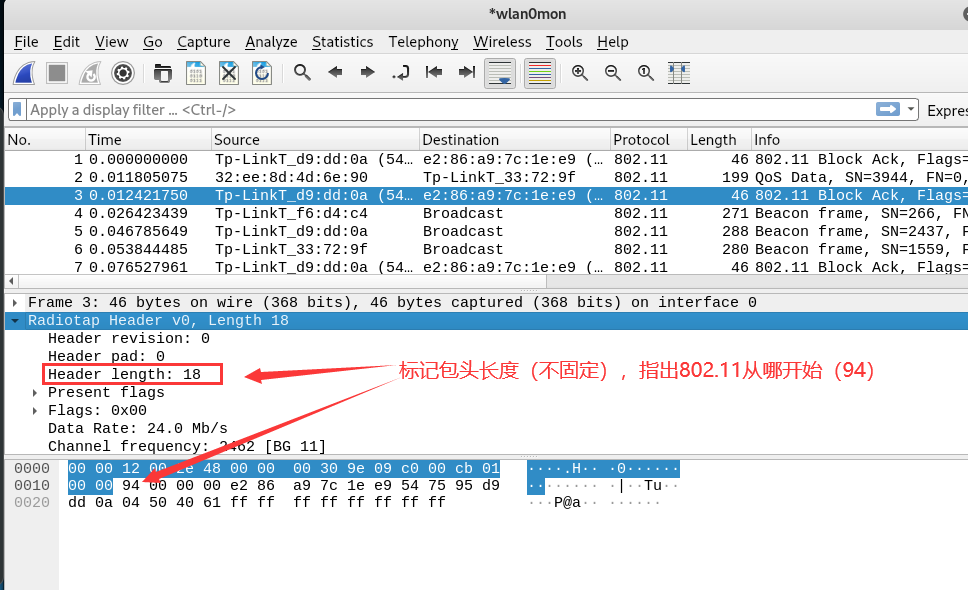 *wlan0mon
File Edit View Go Capture Analyze Statistics Telephony Wireless Tools Help
Apply a display filter ... <Ctrl-/> Expres
No. Time Source Destination Protocol Length Info
1 0.000000000 Tp-LinkT_d9:dd:0a (54… e2:86:a9:7c:1e:e9 (… 802.11 46 802.11 Block Ack, Flags=
2 0.011805075 32:ee:8d:4d:6e:90 Tp-LinkT_33:72:9f 802.11 199 QoS Data, SN=3944, FN=0,
3 0.012421750 Tp-LinkT_d9:dd:0a (54… e2:86:a9:7c:1e:e9 (… 802.11 46 802.11 Block Ack, Flags=
4 0.026423439 Tp-LinkT_f6:d4:c4 Broadcast 802.11 271 Beacon frame, SN=266, FN
5 0.046785649 Tp-LinkT_d9:dd:0a Broadcast 802.11 288 Beacon frame, SN=2437, F
6 0.053844485 Tp-LinkT_33:72:9f Broadcast 802.11 280 Beacon frame, SN=1559, F
7 0.076527961 Tp-LinkT_d9:dd:0a (54… e2:86:a9:7c:1e:e9 (… 802.11 46 802.11 Block Ack, Flags=
Frame 3: 46 bytes on wire (368 bits), 46 bytes captured (368 bits) on interface 0
Radiotap Header v0, Length 18
Header revision: 0
Header pad: 0
Header length: 18
标记包头长度（不固定），指出802.11从哪开始（94）
Present flags
Flags: 0x00
Data Rate: 24.0 Mb/s
Channel frequency: 2462 [BG 11]
0000 00 00 12 00 2e 48 00 00 00 30 9e 09 c0 00 cb 01 ·····H·· ·0······
0010 00 00 94 00 00 00 e2 86 a9 7c 1e e9 54 75 95 d9 ········ ·|··Tu··
0020 dd 0a 04 50 40 61 ff ff ff ff ff ff ff ff ···P@a·· ······